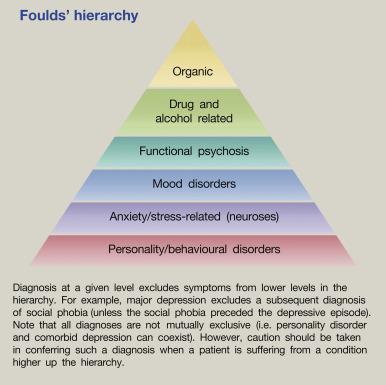 Foulds' hierarchy
Organic
Drug and
alcohol related
Functional psychosis
Mood disorders
Anxiety/stress-related (neuroses)
Personality/behavioural disorders
Diagnosis at a given level excludes symptoms from lower levels in the
hierarchy. For example, major depression excludes a subsequent diagnosis
of social phobia (unless the social phobia preceded the depressive episode).
Note that all diagnoses are not mutually exclusive (i.e. personality disorder
and comorbid depression can coexist). However, caution should be taken
in conferring such a diagnosis when a patient is suffering from a condition
higher up the hierarchy.